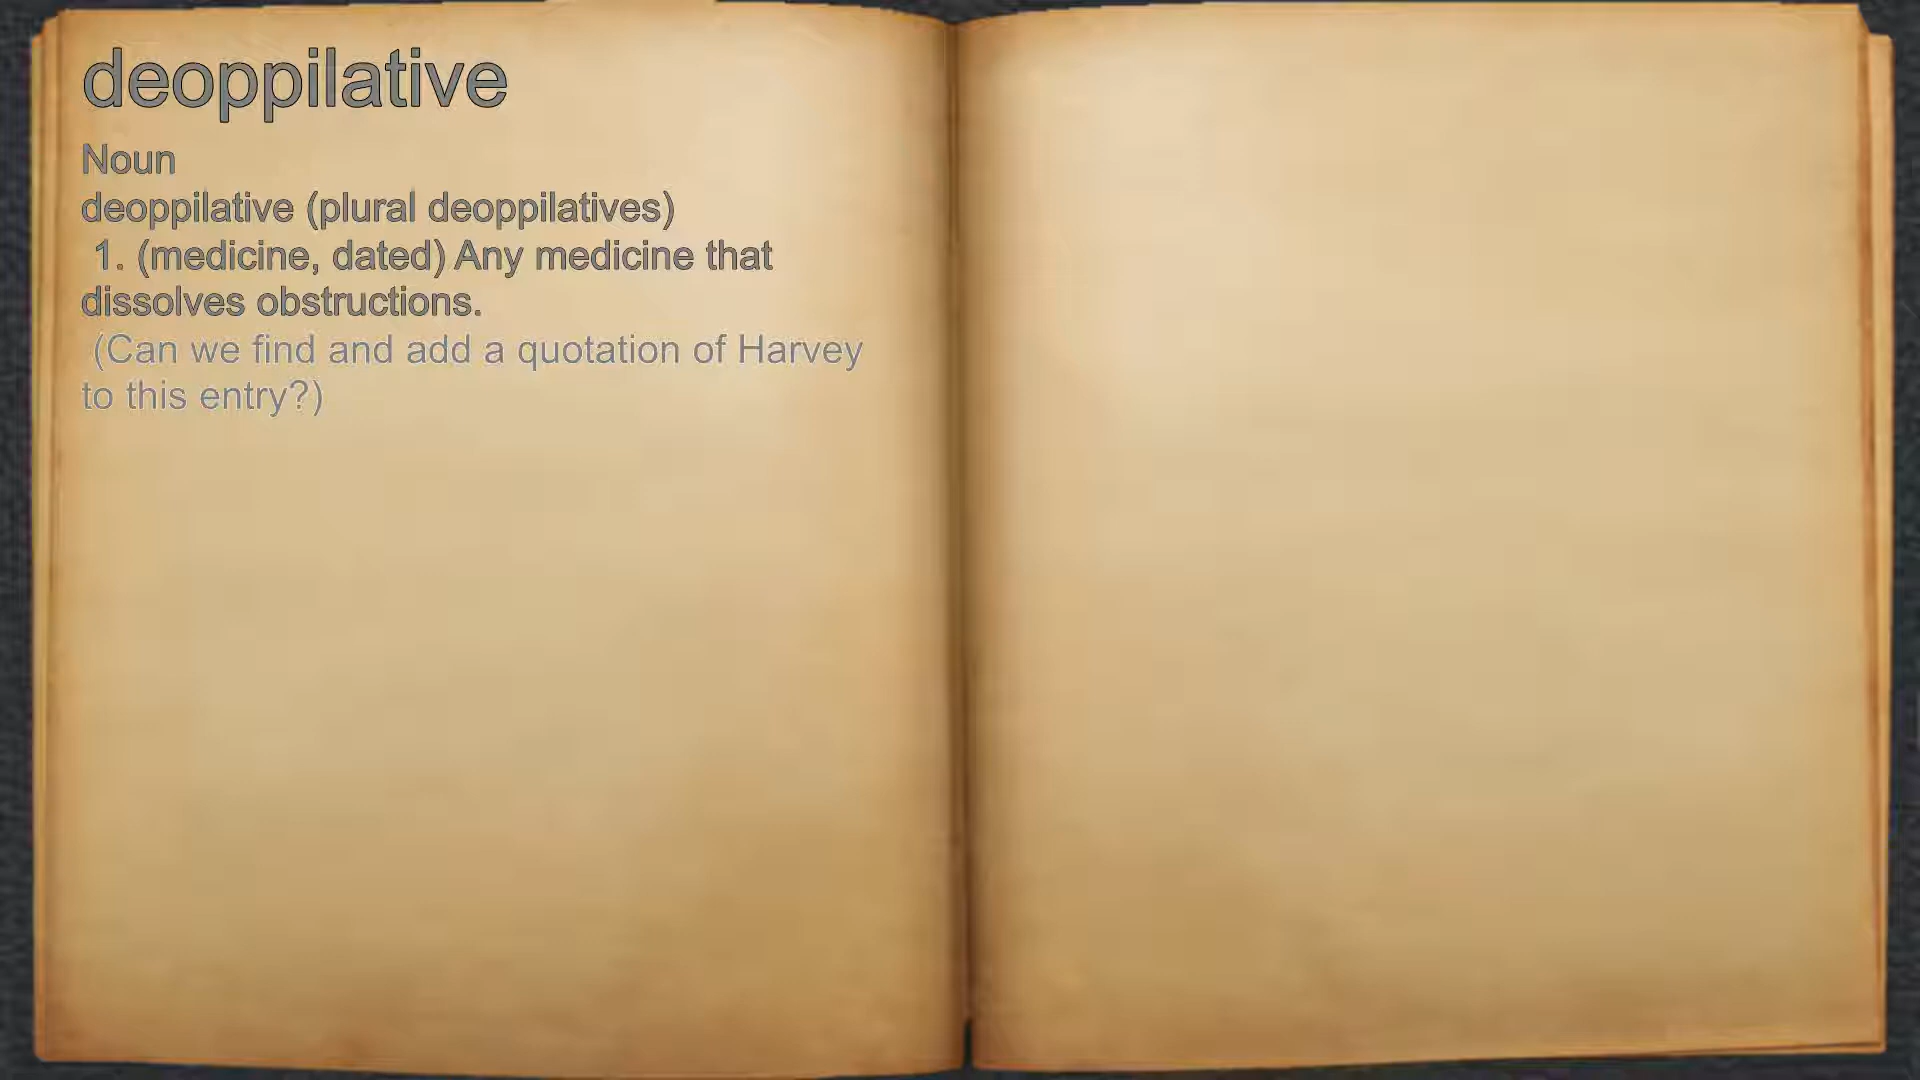 deoppilative
Noun
deoppilative (plural deoppilatives)
1. (medicine, dated) Any medicine that
dissolves obstructions.
(Can we find and add a quotation of Harvey
to this entry?)